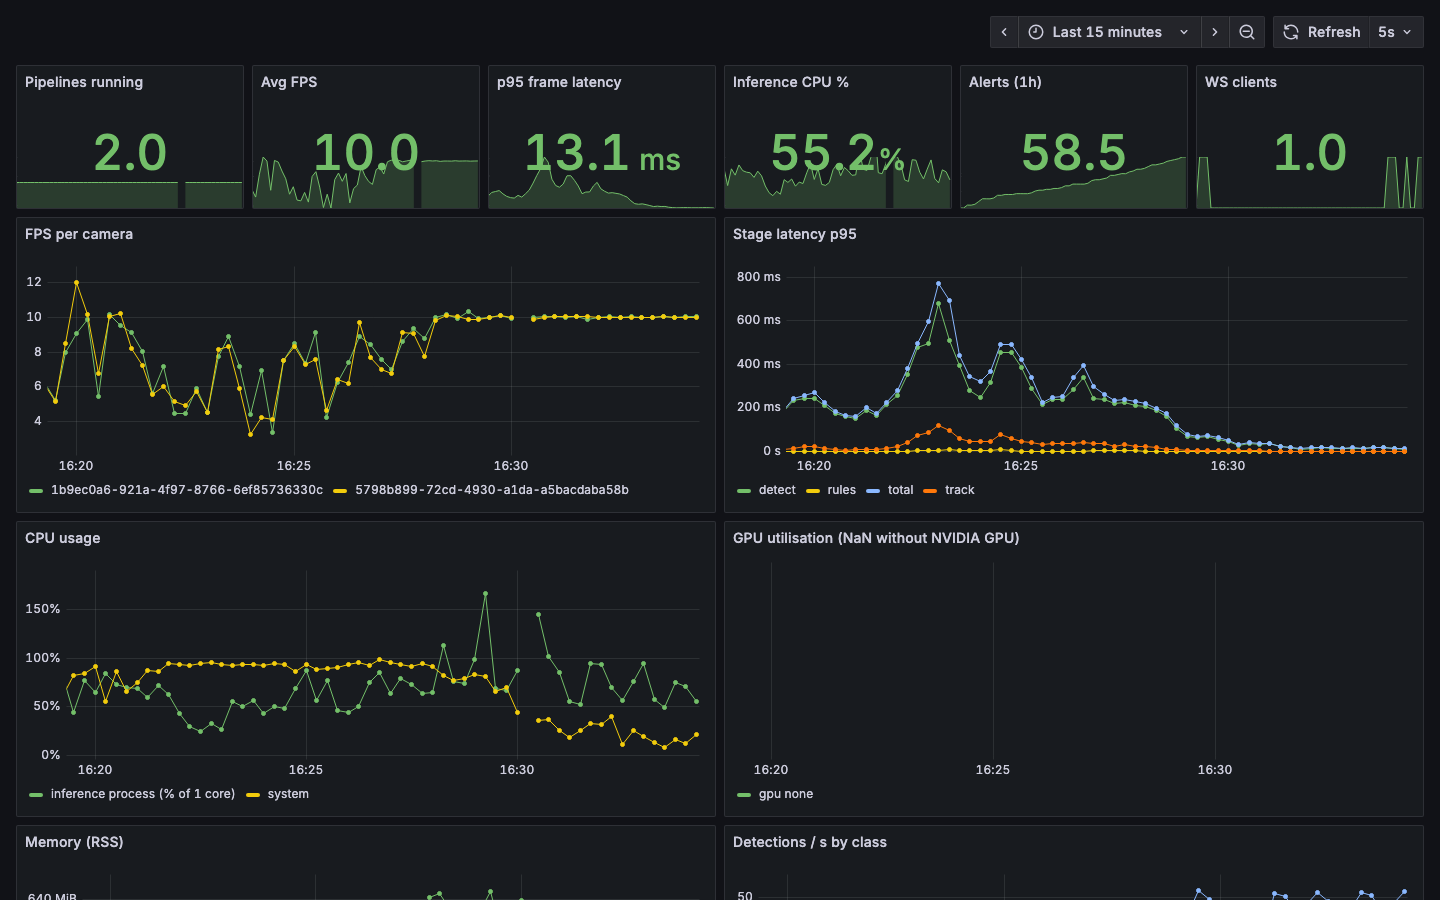 Last 15 minutes
Refresh
5s
Pipelines running
2.0
Avg FPS
10.0
p95 frame latency
13.1 ms
Inference CPU %
55.2%
Alerts (1h)
58.5
WS clients
1.0
FPS per camera
12
10
8
6
4
16:20
16:25
16:30
1b9ec0a6-921a-4f97-8766-6ef85736330c
5798b899-72cd-4930-a1da-a5bacdaba58b
Stage latency p95
800 ms
600 ms
400 ms
200 ms
0 s
16:20
16:25
16:30
detect
rules
total
track
CPU usage
150%
100%
50%
0%
16:20
16:25
16:30
inference process (% of 1 core)
system
GPU utilisation (NaN without NVIDIA GPU)
16:20
16:25
16:30
gpu none
Memory (RSS)
640 MiB
Detections / s by class
50